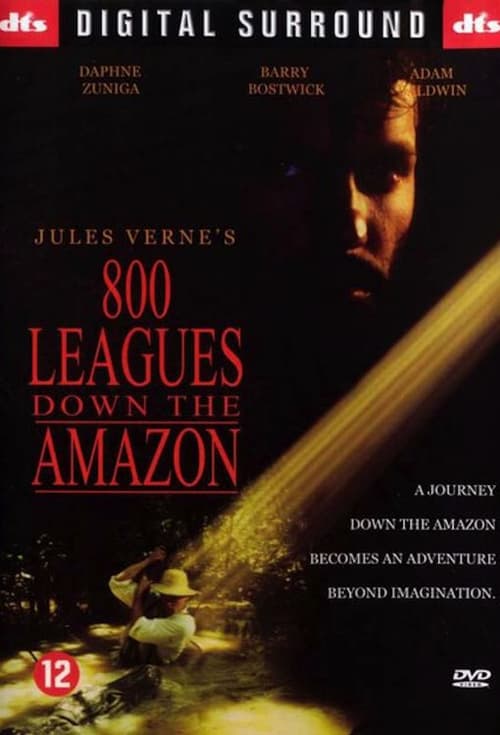 dts DIGITAL SURROUND dts
DAPHNE ZUNIGA
BARRY BOSTWICK
ADAM
JULES VERNE'S
800
LEAGUES
DOWN THE
AMAZON
A JOURNEY
DOWN THE AMAZON
BECOMES AN ADVENTURE
BEYOND IMAGINATION.
12
DVD
VIDEO